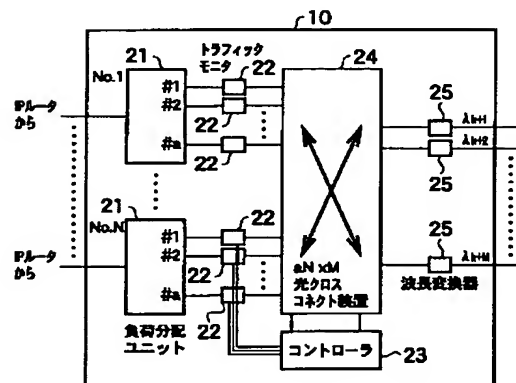 10
24
21
トラフィック
モニタ
22
No.1
#1
#2
22
#a
22
IPルータ
から
25
λk+1
λk+2
25
21
No.N
#1
22
#2
22
#a
22
IPルータ
から
25
λk+M
aN xM
光クロス
コネクト装置
波長変換器
負荷分配
ユニット
コントローラ
23